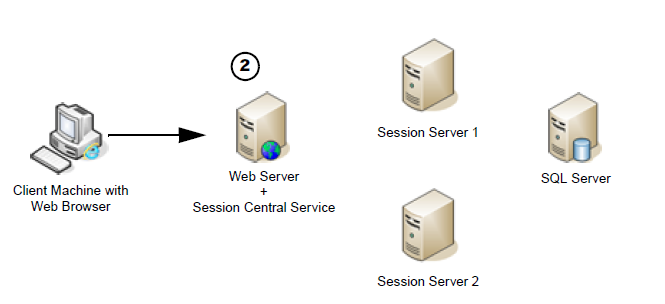 2
Session Server 1
Client Machine with
Web Browser
Web Server
+
Session Central Service
SQL Server
Session Server 2